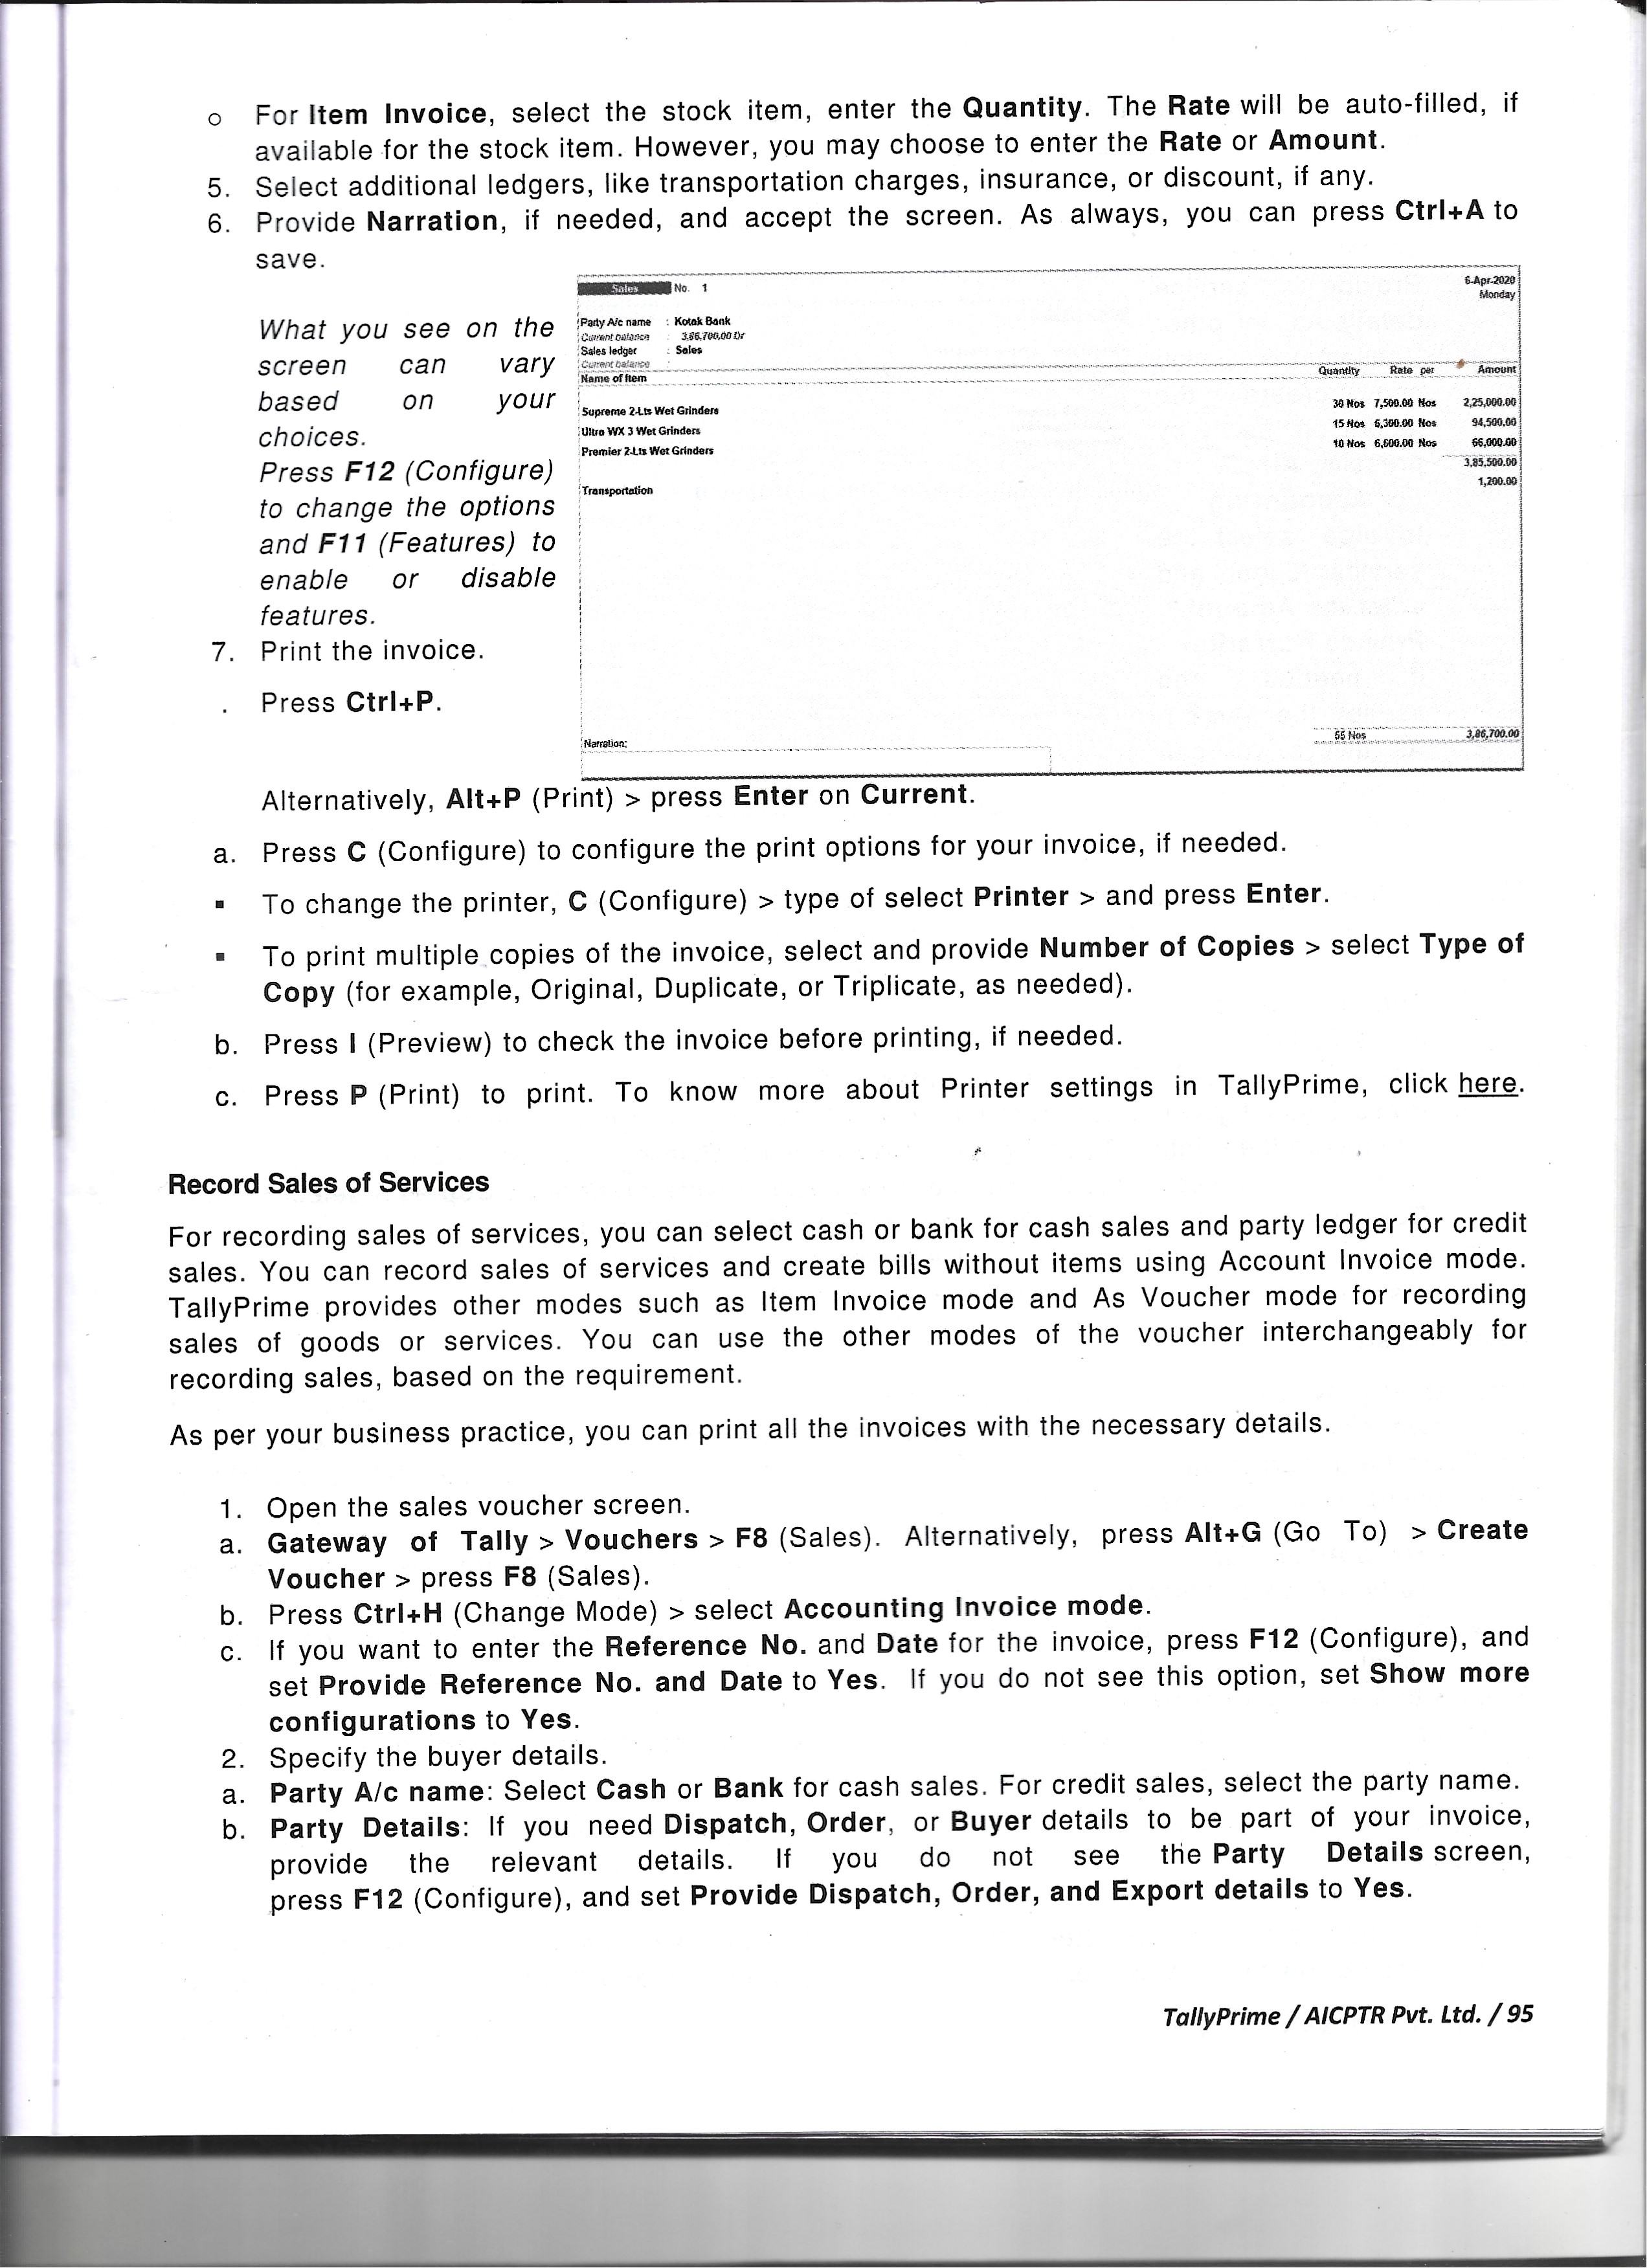 o For Item Invoice, select the stock item, enter the Quantity. The Rate will be auto-filled, if
available for the stock item. However, you may choose to enter the Rate or Amount.
5. Select additional ledgers, like transportation charges, insurance, or discount, if any.
6. Provide Narration, if needed, and accept the screen. As always, you can press Ctrl+A to
save.
What you see on the
screen can vary
based on your
choices.
Press F12 (Configure)
to change the options
and F11 (Features) to
enable or disable
features.
7. Print the invoice.
. Press Ctrl+P.
Sales No. 1 6-Apr-2020
Monday
Party A/c name : Kotak Bank
Current balance : 3,86,700.00 Dr
Sales ledger : Sales
Current balance :
Name of Item Quantity Rate per Amount
Supreme 2-Lts Wet Grinders 30 Nos 7,500.00 Nos 2,25,000.00
Ultra WX 3 Wet Grinders 15 Nos 6,300.00 Nos 94,500.00
Premier 2-Lts Wet Grinders 10 Nos 6,600.00 Nos 66,000.00
3,85,500.00
Transportation 1,200.00
Narration: 55 Nos 3,86,700.00
Alternatively, Alt+P (Print) > press Enter on Current.
a. Press C (Configure) to configure the print options for your invoice, if needed.
▪ To change the printer, C (Configure) > type of select Printer > and press Enter.
▪ To print multiple copies of the invoice, select and provide Number of Copies > select Type of
Copy (for example, Original, Duplicate, or Triplicate, as needed).
b. Press I (Preview) to check the invoice before printing, if needed.
c. Press P (Print) to print. To know more about Printer settings in TallyPrime, click here.
Record Sales of Services
For recording sales of services, you can select cash or bank for cash sales and party ledger for credit
sales. You can record sales of services and create bills without items using Account Invoice mode.
TallyPrime provides other modes such as Item Invoice mode and As Voucher mode for recording
sales of goods or services. You can use the other modes of the voucher interchangeably for
recording sales, based on the requirement.
As per your business practice, you can print all the invoices with the necessary details.
1. Open the sales voucher screen.
a. Gateway of Tally > Vouchers > F8 (Sales). Alternatively, press Alt+G (Go To) > Create
Voucher > press F8 (Sales).
b. Press Ctrl+H (Change Mode) > select Accounting Invoice mode.
c. If you want to enter the Reference No. and Date for the invoice, press F12 (Configure), and
set Provide Reference No. and Date to Yes. If you do not see this option, set Show more
configurations to Yes.
2. Specify the buyer details.
a. Party A/c name: Select Cash or Bank for cash sales. For credit sales, select the party name.
b. Party Details: If you need Dispatch, Order, or Buyer details to be part of your invoice,
provide the relevant details. If you do not see the Party Details screen,
press F12 (Configure), and set Provide Dispatch, Order, and Export details to Yes.
TallyPrime / AICPTR Pvt. Ltd. / 95